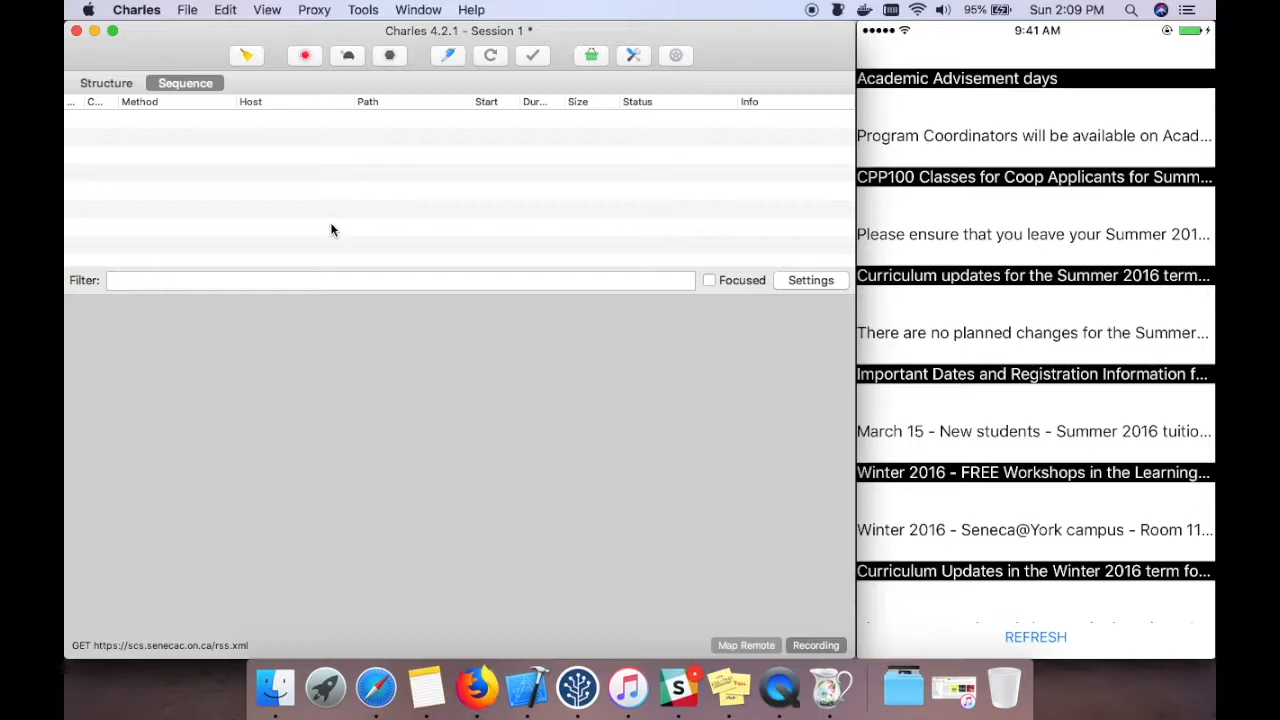 Charles File Edit View Proxy Tools Window Help 95% Sun 2:09 PM
Charles 4.2.1 - Session 1 *
Structure Sequence
... C... Method Host Path Start Dur... Size Status Info
Filter: Focused Settings
GET https://scs.senecac.on.ca/rss.xml Map Remote Recording
9:41 AM
Academic Advisement days
Program Coordinators will be available on Acad...
CPP100 Classes for Coop Applicants for Summ...
Please ensure that you leave your Summer 201...
Curriculum updates for the Summer 2016 term...
There are no planned changes for the Summer...
Important Dates and Registration Information f...
March 15 - New students - Summer 2016 tuitio...
Winter 2016 - FREE Workshops in the Learning...
Winter 2016 - Seneca@York campus - Room 11...
Curriculum Updates in the Winter 2016 term fo...
REFRESH